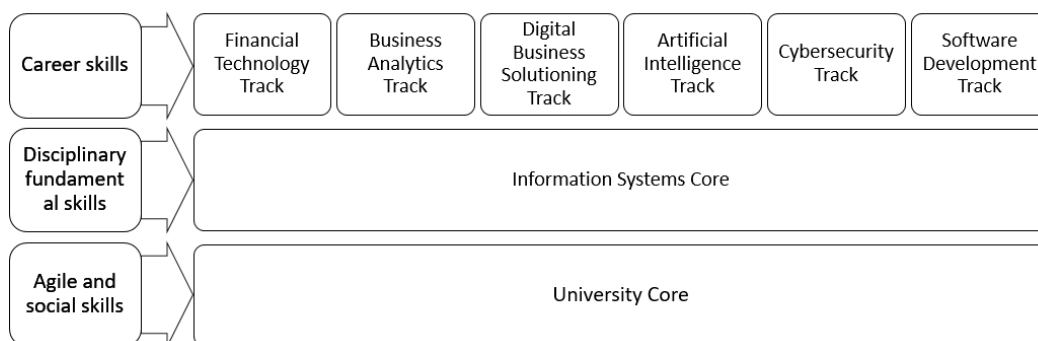 Career skills
Financial
Technology
Track
Business
Analytics
Track
Digital
Business
Solutioning
Track
Artificial
Intelligence
Track
Cybersecurity
Track
Software
Development
Track
Disciplinary
fundament
al skills
Information Systems Core
Agile and
social skills
University Core